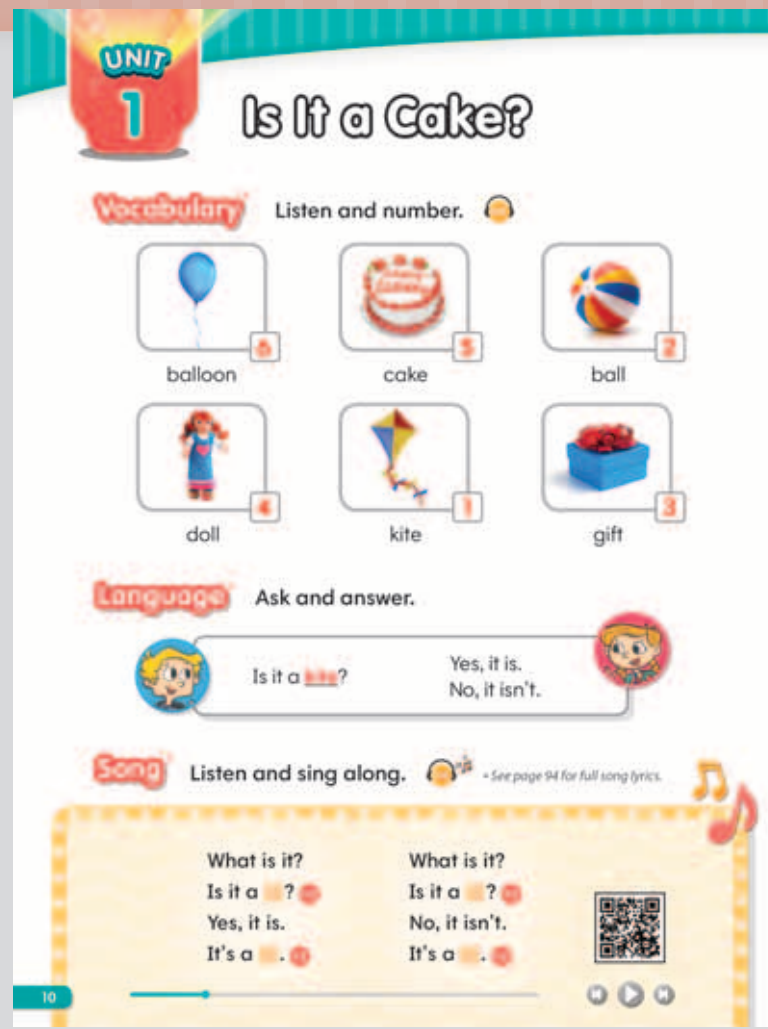 UNIT
1
Is It a Cake?
Vocabulary Listen and number.
6
5
2
balloon cake ball
4
1
3
doll kite gift
Language Ask and answer.
Is it a kite? Yes, it is.
No, it isn't.
Song Listen and sing along. • See page 94 for full song lyrics.
What is it? What is it?
Is it a ? Is it a ?
Yes, it is. No, it isn't.
It's a . It's a .
10